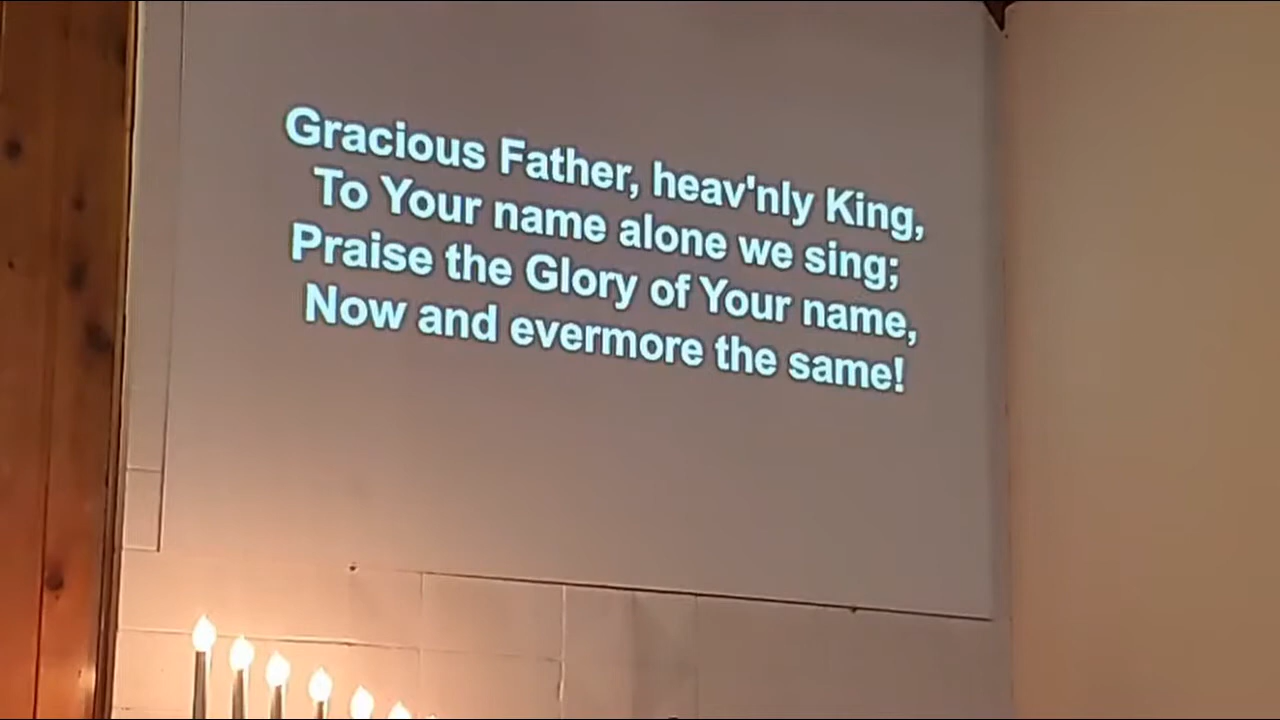 Gracious Father, heav'nly King,
To Your name alone we sing;
Praise the Glory of Your name,
Now and evermore the same!